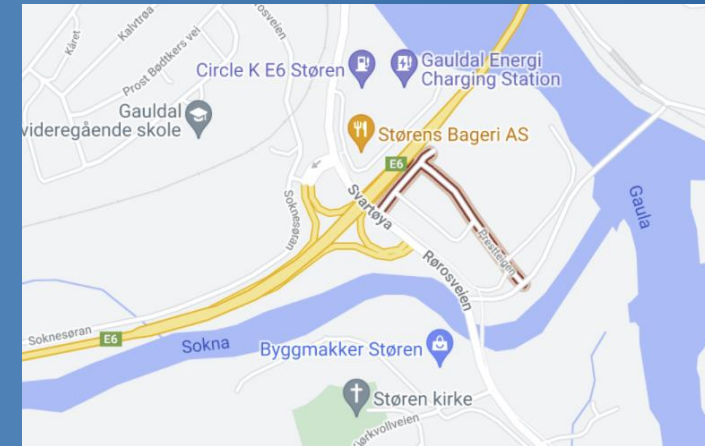 Kåret
Kalvtrøa
Prost Bødtkers vei
Rørosveien
Circle K E6 Støren
Gauldal Energi
Charging Station
Gauldal
videregående skole
Størens Bageri AS
E6
Soknesøran
Svartøya
Gaula
Prestteigen
Rørosveien
Soknesøran
E6
Sokna
Byggmakker Støren
Støren kirke